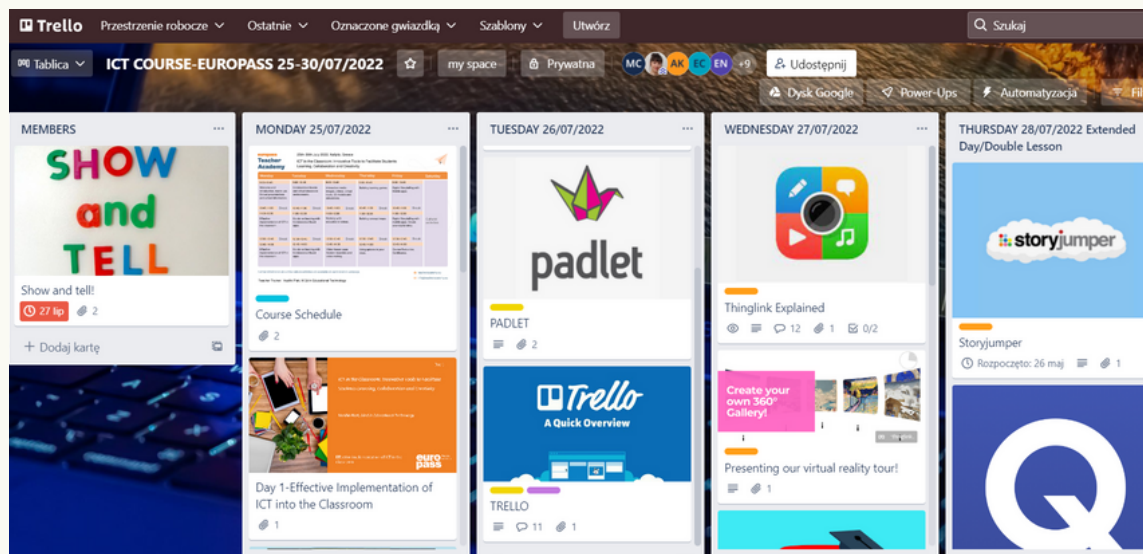 Trello Przestrzenie robocze Ostatnie Oznaczone gwiazdką Szablony Utwórz Szukaj
Tablica ICT COURSE-EUROPASS 25-30/07/2022 my space Prywatna MC AK EC EN +9 Udostępnij
Dysk Google Power-Ups Automatyzacja Fil
MEMBERS
SHOW
and
TELL
Show and tell!
27 lip 2
+ Dodaj kartę
MONDAY 25/07/2022
Teacher
Academy
Course Schedule
2
euro
pass
Day 1-Effective Implementation of
ICT into the Classroom
1
TUESDAY 26/07/2022
padlet
PADLET
2
Trello
A Quick Overview
TRELLO
11 1
WEDNESDAY 27/07/2022
Thinglink Explained
12 1 0/2
Create your
own 360°
Gallery!
Presenting our virtual reality tour!
1
THURSDAY 28/07/2022 Extended
Day/Double Lesson
storyjumper
Storyjumper
Rozpoczęto: 26 maj 1